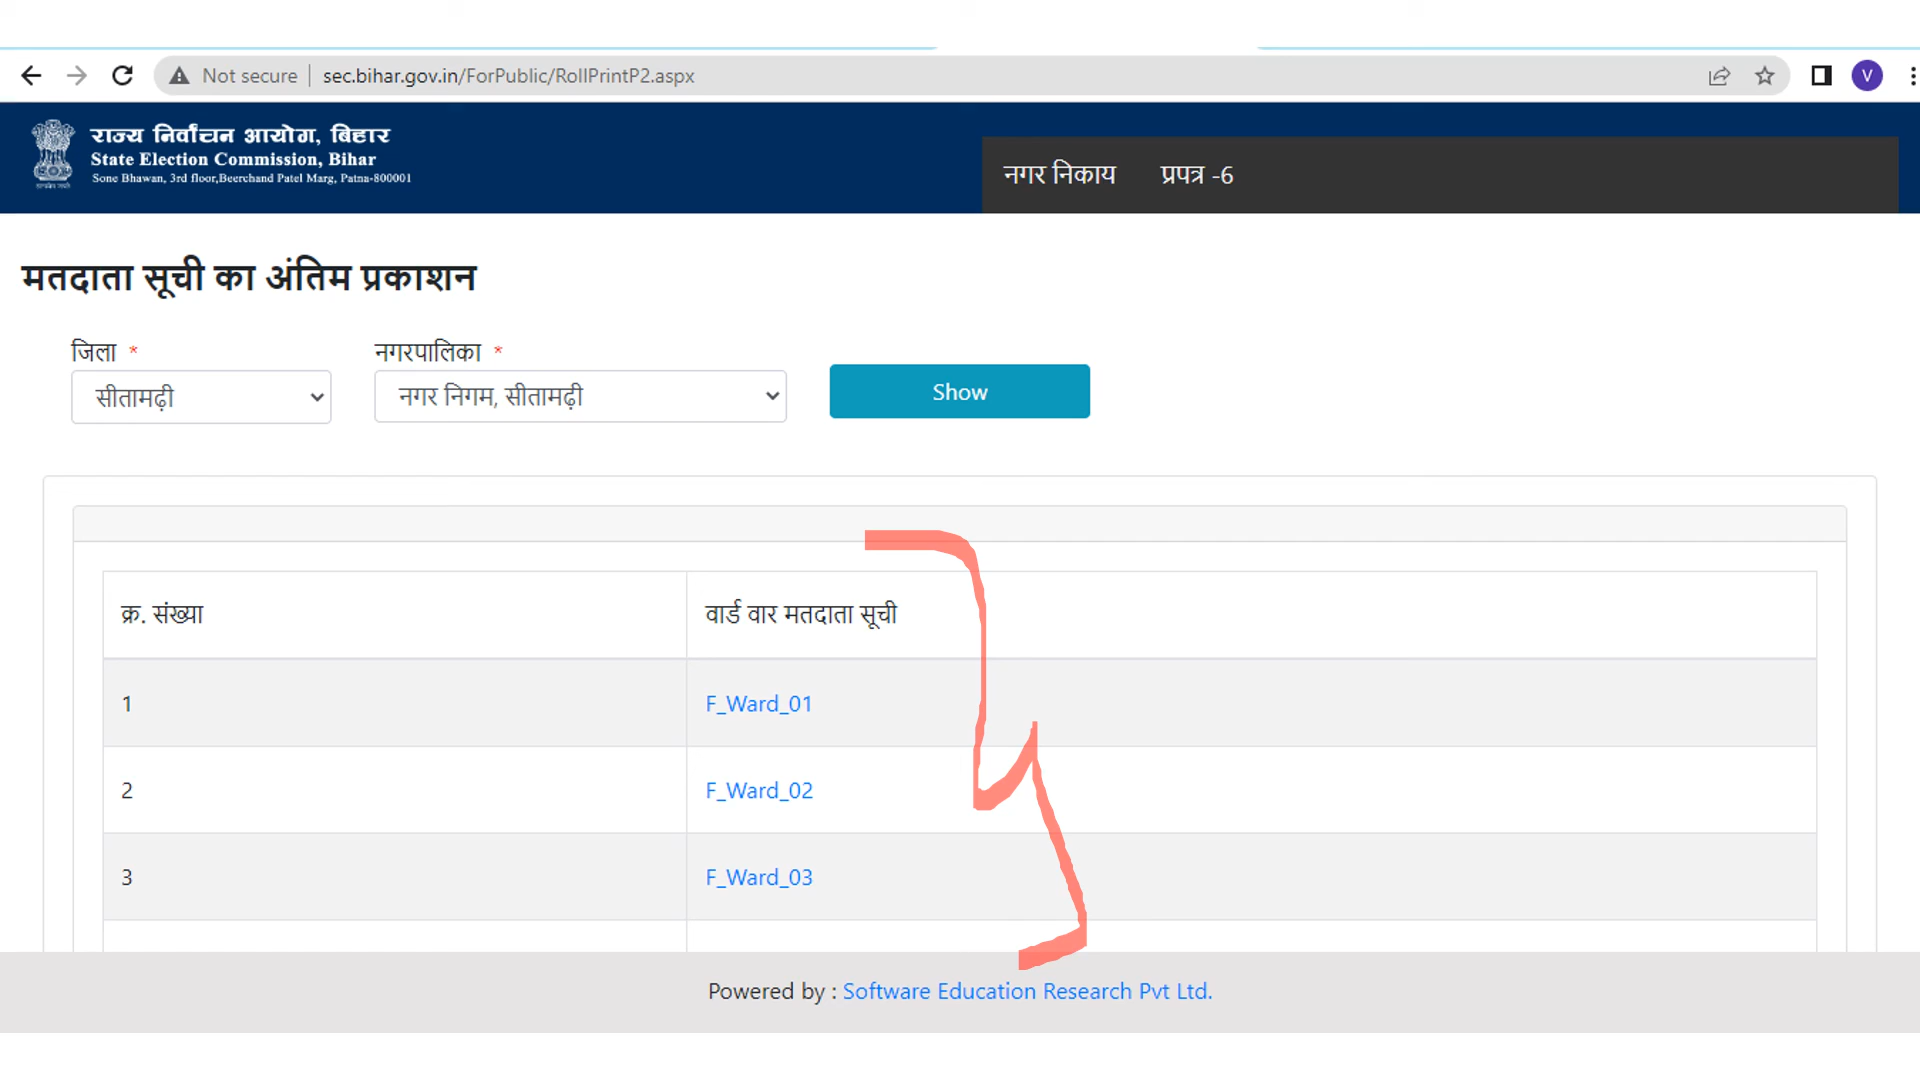 Not secure | sec.bihar.gov.in/ForPublic/RollPrintP2.aspx
V
राज्य निर्वाचन आयोग, बिहार
State Election Commission, Bihar
Sone Bhawan, 3rd floor,Beerchand Patel Marg, Patna-800001
नगर निकाय प्रपत्र -6
मतदाता सूची का अंतिम प्रकाशन
जिला * नगरपालिका *
सीतामढ़ी नगर निगम, सीतामढ़ी Show
क्र. संख्या वार्ड वार मतदाता सूची
1 F_Ward_01
2 F_Ward_02
3 F_Ward_03
Powered by : Software Education Research Pvt Ltd.